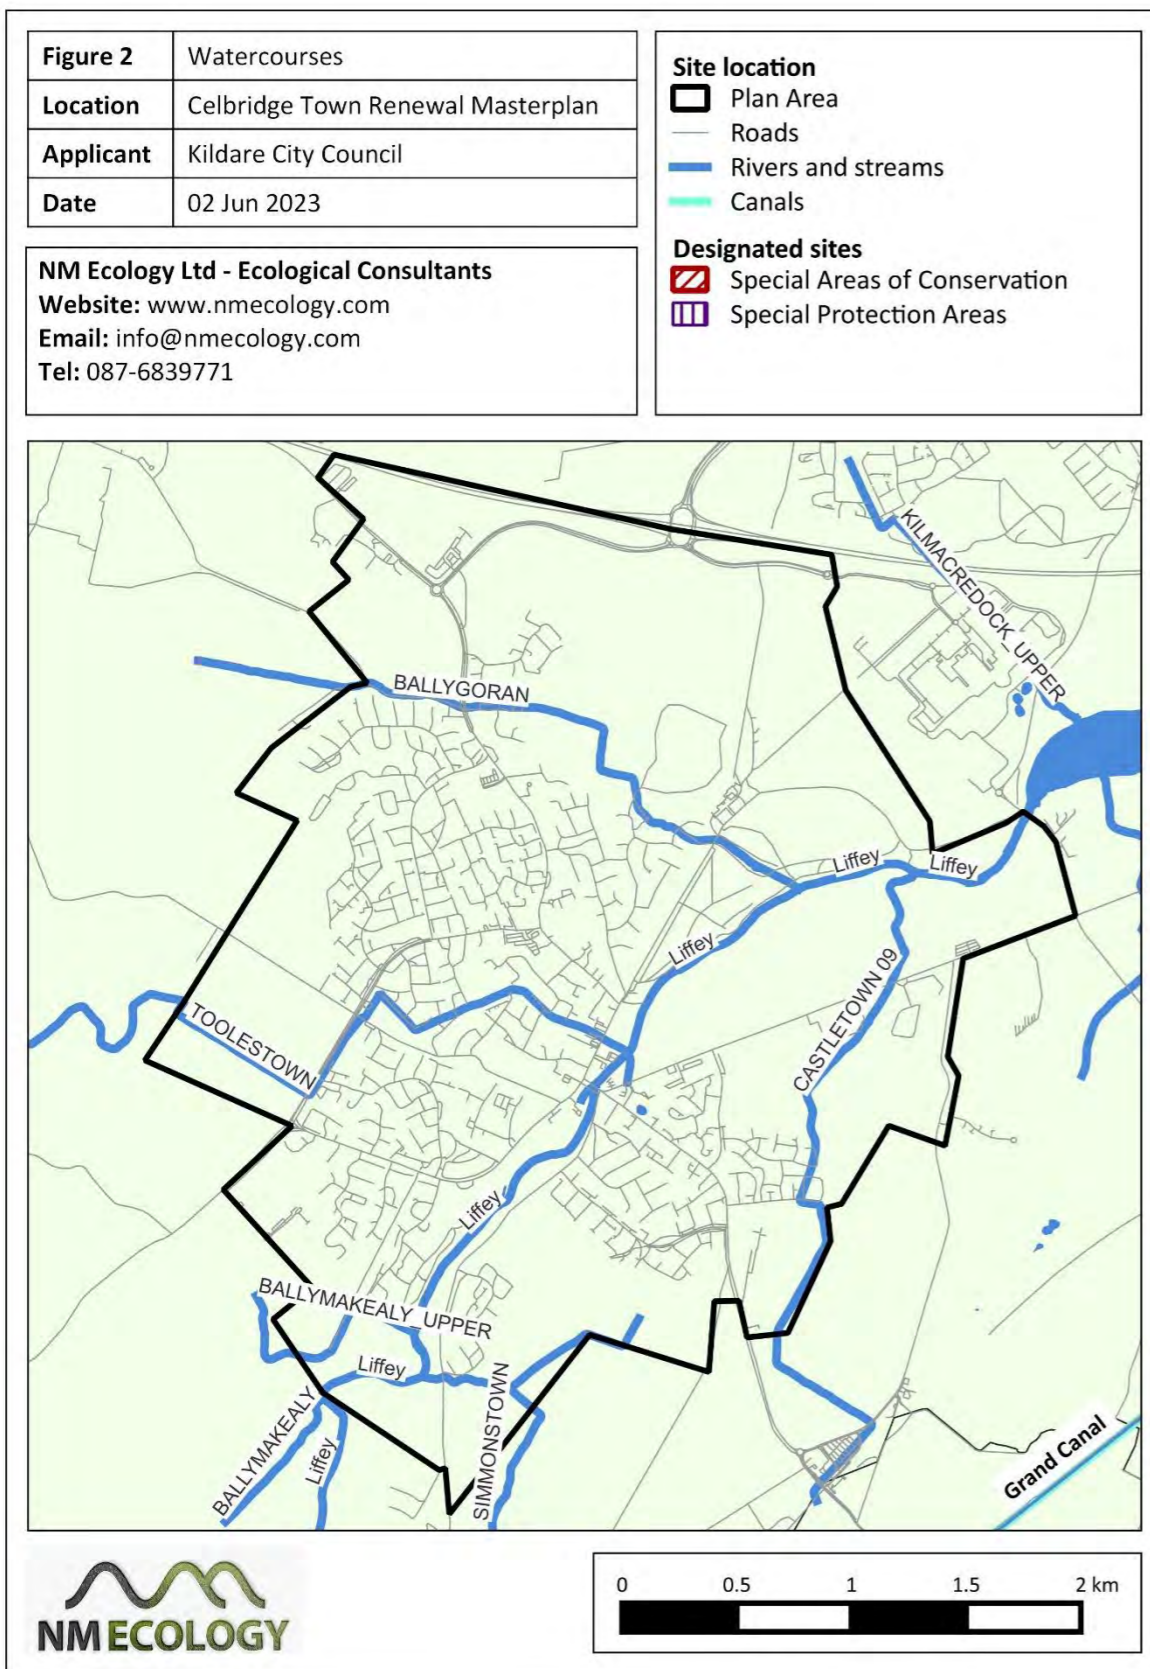 Figure 2 Watercourses
Location Celbridge Town Renewal Masterplan
Applicant Kildare City Council
Date 02 Jun 2023
NM Ecology Ltd - Ecological Consultants
Website: www.nmecology.com
Email: info@nmecology.com
Tel: 087-6839771
Site location
Plan Area
Roads
Rivers and streams
Canals
Designated sites
Special Areas of Conservation
Special Protection Areas
KILMACREDOCK_UPPER
BALLYGORAN
Liffey
Liffey
Liffey
CASTLETOWN 09
TOOLESTOWN
Liffey
BALLYMAKEALY_UPPER
Liffey
BALLYMAKEALY
Liffey
SIMMONSTOWN
Grand Canal
NM ECOLOGY
0 0.5 1 1.5 2 km